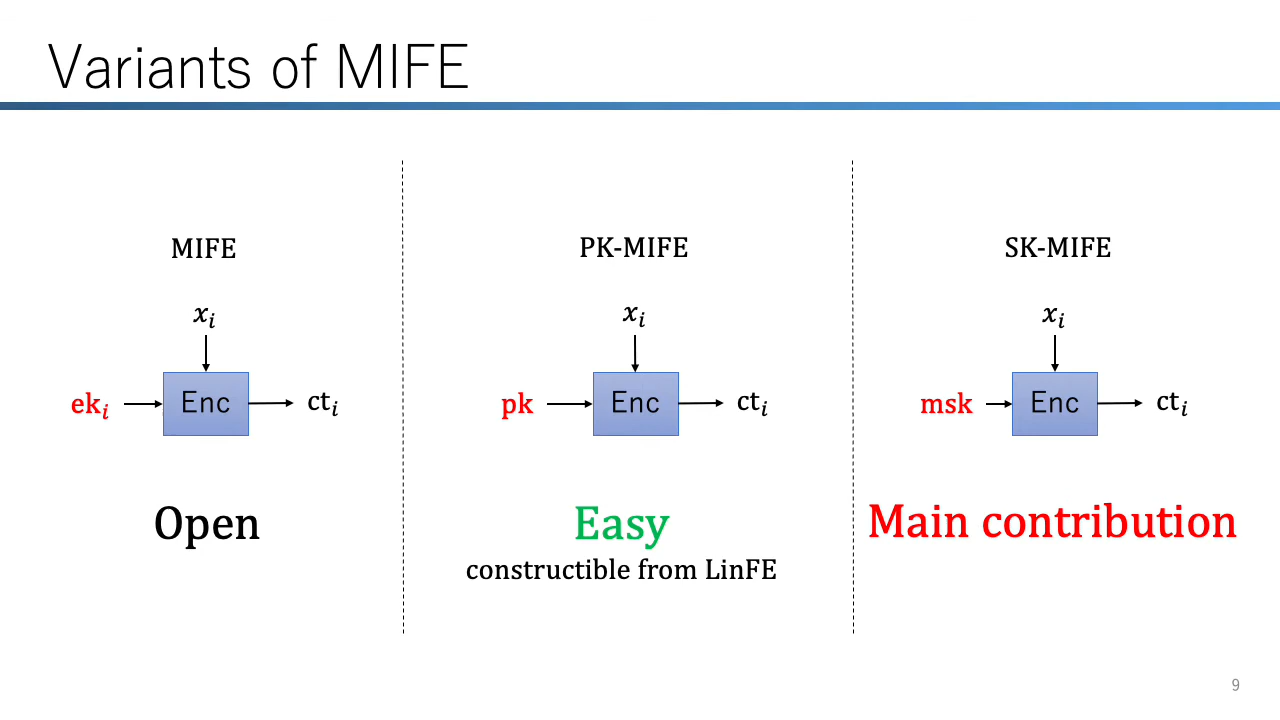 Variants of MIFE
MIFE
x_i
ek_i
Enc
ct_i
Open
PK-MIFE
x_i
pk
Enc
ct_i
Easy
constructible from LinFE
SK-MIFE
x_i
msk
Enc
ct_i
Main contribution
9